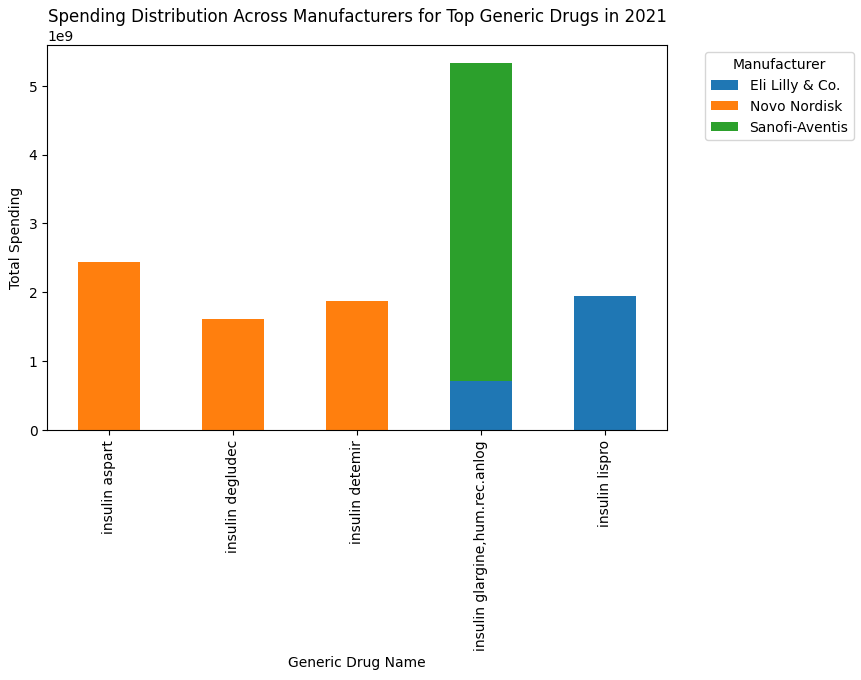 Spending Distribution Across Manufacturers for Top Generic Drugs in 2021
1e9
5
4
3
2
1
0
Total Spending
insulin aspart
insulin degludec
insulin detemir
insulin glargine,hum.rec.anlog
insulin lispro
Generic Drug Name
Manufacturer
Eli Lilly & Co.
Novo Nordisk
Sanofi-Aventis